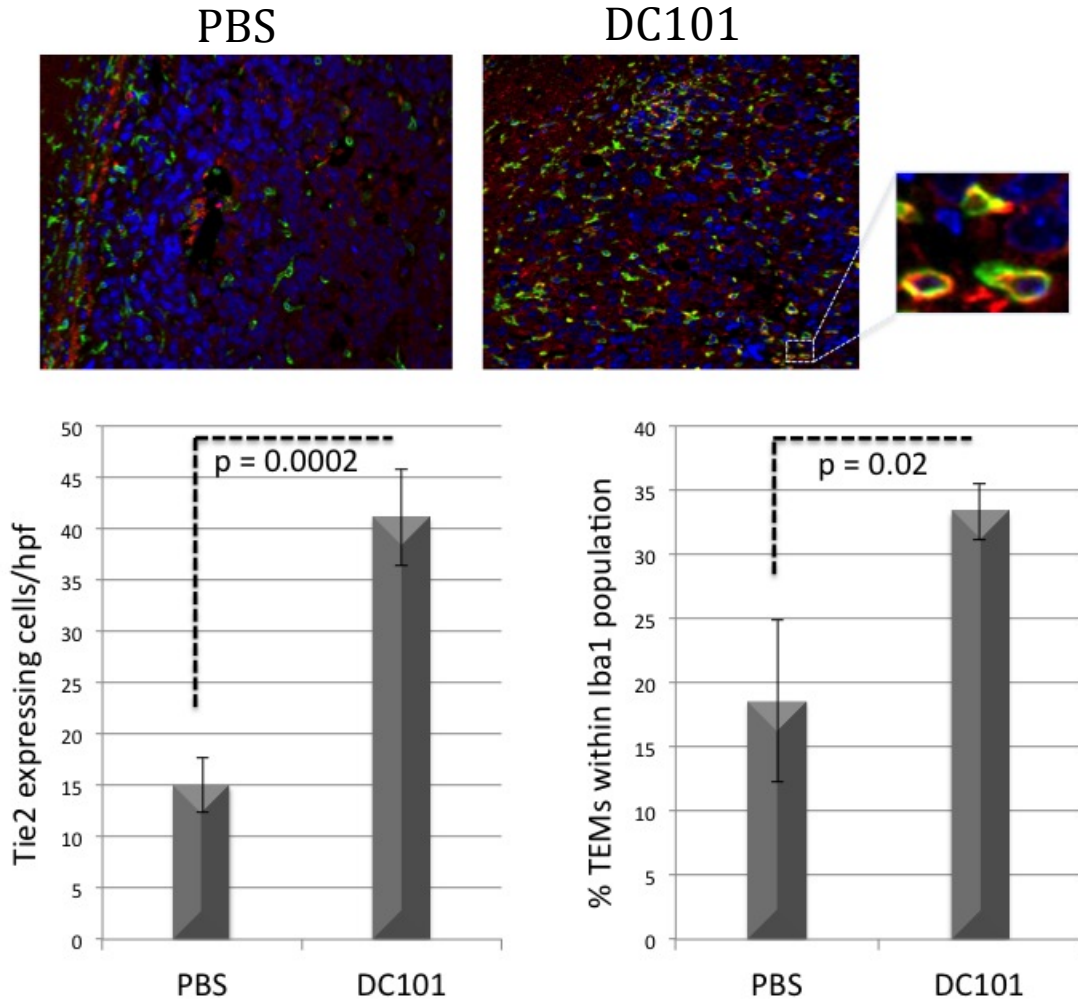 PBS
DC101
Tie2 expressing cells/hpf
50
45
40
35
30
25
20
15
10
5
0
p = 0.0002
PBS
DC101
% TEMs within Iba1 population
40
35
30
25
20
15
10
5
0
p = 0.02
PBS
DC101